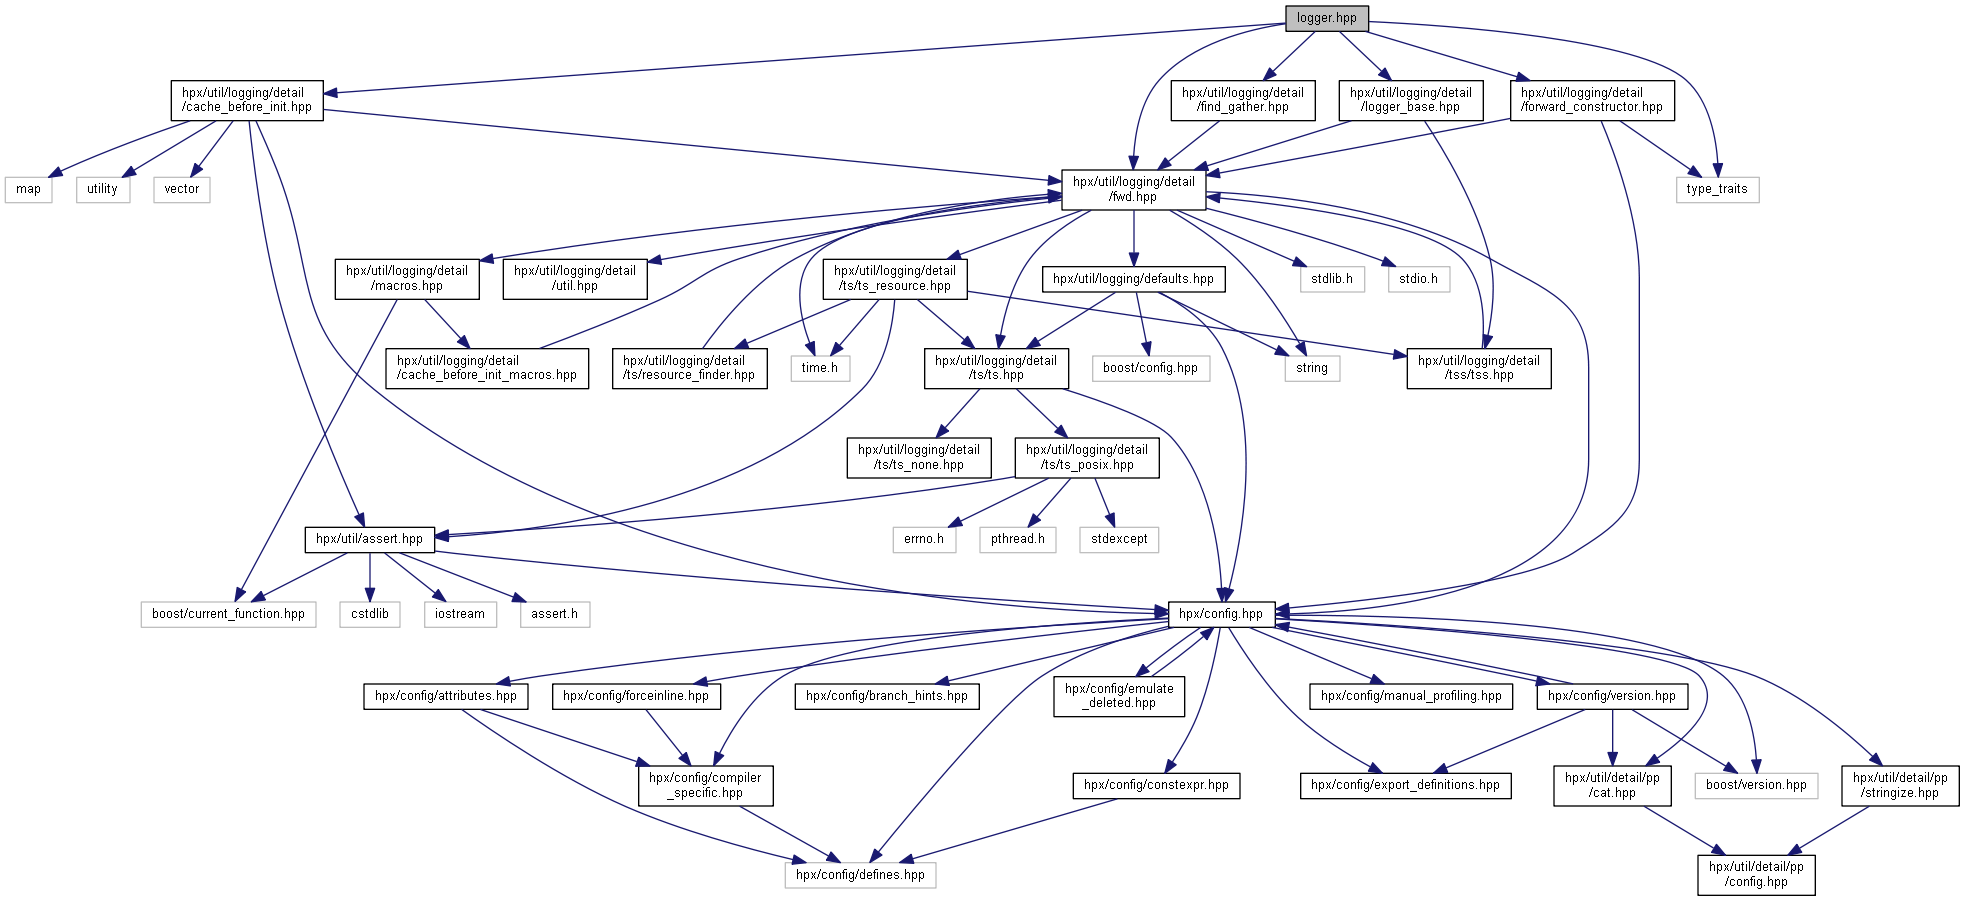 logger.hpp
hpx/util/logging/detail
/cache_before_init.hpp
hpx/util/logging/detail
/find_gather.hpp
hpx/util/logging/detail
/logger_base.hpp
hpx/util/logging/detail
/forward_constructor.hpp
map
utility
vector
hpx/util/logging/detail
/fwd.hpp
type_traits
hpx/util/logging/detail
/macros.hpp
hpx/util/logging/detail
/util.hpp
hpx/util/logging/detail
/ts/ts_resource.hpp
hpx/util/logging/defaults.hpp
stdlib.h
stdio.h
hpx/util/logging/detail
/cache_before_init_macros.hpp
hpx/util/logging/detail
/ts/resource_finder.hpp
time.h
hpx/util/logging/detail
/ts/ts.hpp
boost/config.hpp
string
hpx/util/logging/detail
/tss/tss.hpp
hpx/util/logging/detail
/ts/ts_none.hpp
hpx/util/logging/detail
/ts/ts_posix.hpp
hpx/util/assert.hpp
errno.h
pthread.h
stdexcept
boost/current_function.hpp
cstdlib
iostream
assert.h
hpx/config.hpp
hpx/config/attributes.hpp
hpx/config/forceinline.hpp
hpx/config/branch_hints.hpp
hpx/config/emulate
_deleted.hpp
hpx/config/manual_profiling.hpp
hpx/config/version.hpp
hpx/config/compiler
_specific.hpp
hpx/config/constexpr.hpp
hpx/config/export_definitions.hpp
hpx/util/detail/pp
/cat.hpp
boost/version.hpp
hpx/util/detail/pp
/stringize.hpp
hpx/config/defines.hpp
hpx/util/detail/pp
/config.hpp